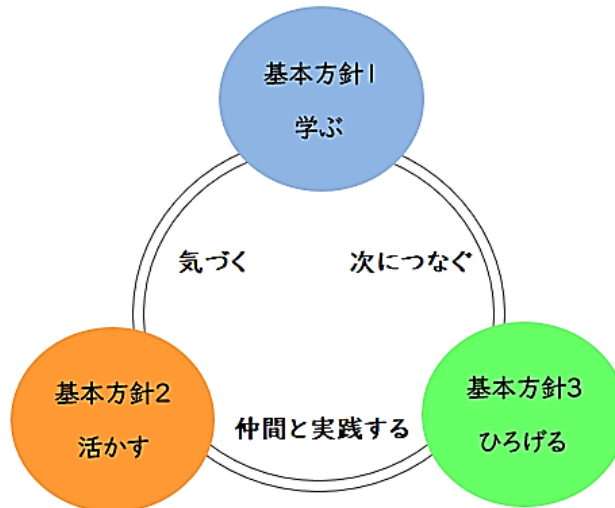 基本方針1
学ぶ
気づく
次につなぐ
基本方針2
活かす
仲間と実践する
基本方針3
ひろげる